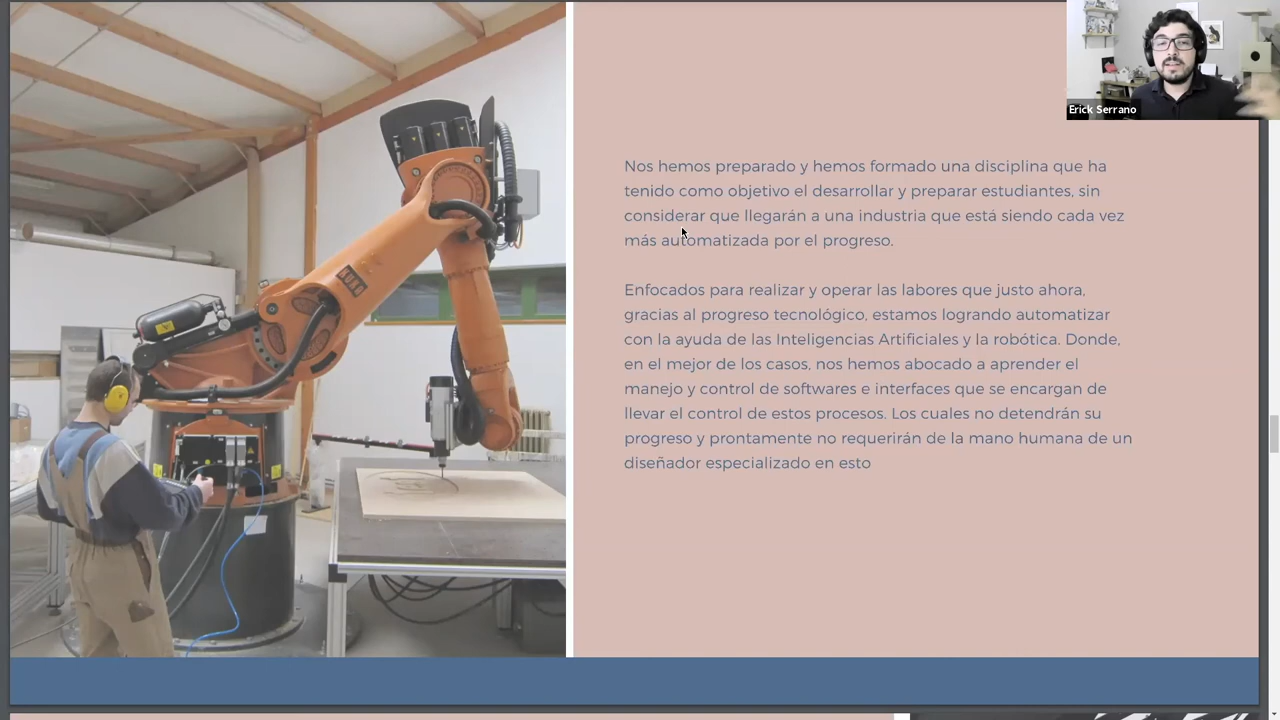 Erick Serrano
Nos hemos preparado y hemos formado una disciplina que ha
tenido como objetivo el desarrollar y preparar estudiantes, sin
considerar que llegarán a una industria que está siendo cada vez
más automatizada por el progreso.
Enfocados para realizar y operar las labores que justo ahora,
gracias al progreso tecnológico, estamos logrando automatizar
con la ayuda de las Inteligencias Artificiales y la robótica. Donde,
en el mejor de los casos, nos hemos abocado a aprender el
manejo y control de softwares e interfaces que se encargan de
llevar el control de estos procesos. Los cuales no detendrán su
progreso y prontamente no requerirán de la mano humana de un
diseñador especializado en esto
KUKA